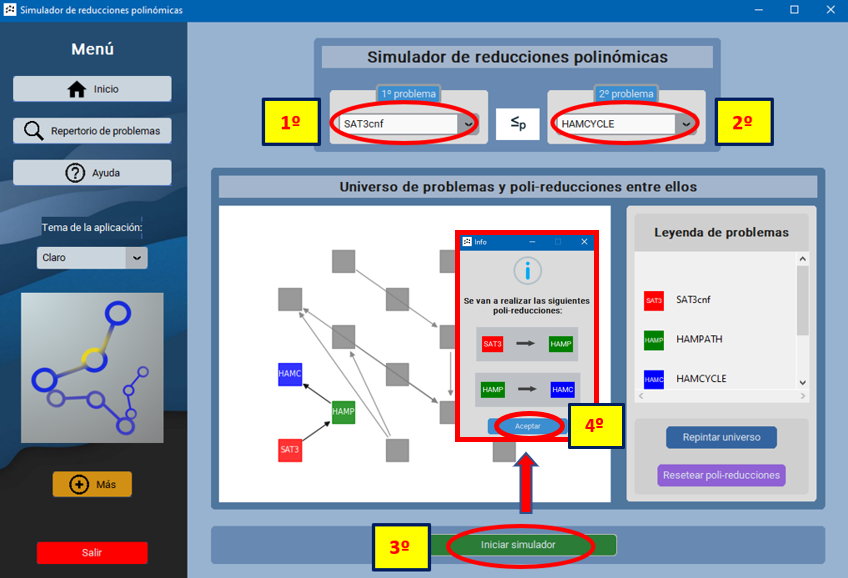 Simulador de reducciones polinómicas
Menú
Inicio
Repertorio de problemas
Ayuda
Tema de la aplicación:
Claro
Más
Salir
Simulador de reducciones polinómicas
1º problema
2º problema
1º
SAT3cnf
≤p
HAMCYCLE
2º
Universo de problemas y poli-reducciones entre ellos
HAMC
HAMP
SAT3
Info
Se van a realizar las siguientes
poli-reducciones:
SAT3
HAMP
HAMP
HAMC
Aceptar
4º
Leyenda de problemas
SAT3
SAT3cnf
HAMP
HAMPATH
HAMC
HAMCYCLE
Repintar universo
Resetear poli-reducciones
3º
Iniciar simulador